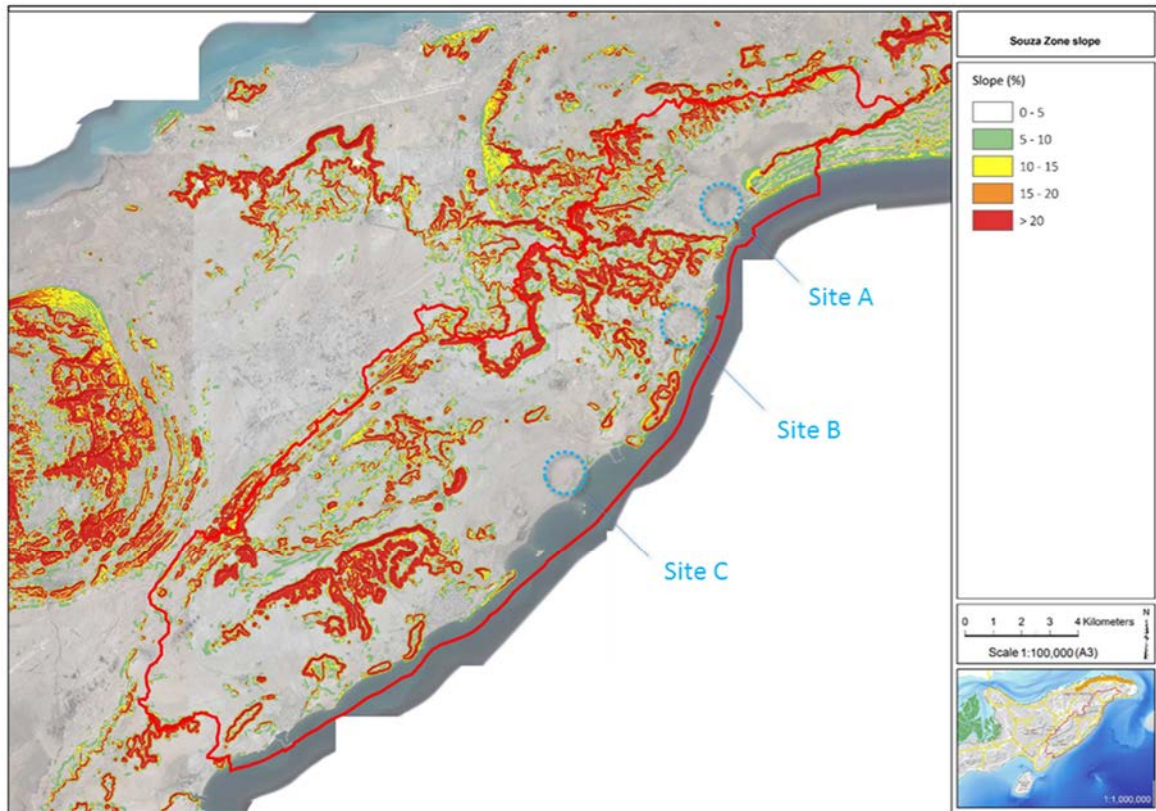 Souza Zone slope
Slope (%)
0 - 5
5 - 10
10 - 15
15 - 20
> 20
Site A
Site B
Site C
N
0 1 2 3 4 Kilometers
Scale 1:100,000 (A3)
1:1,000,000